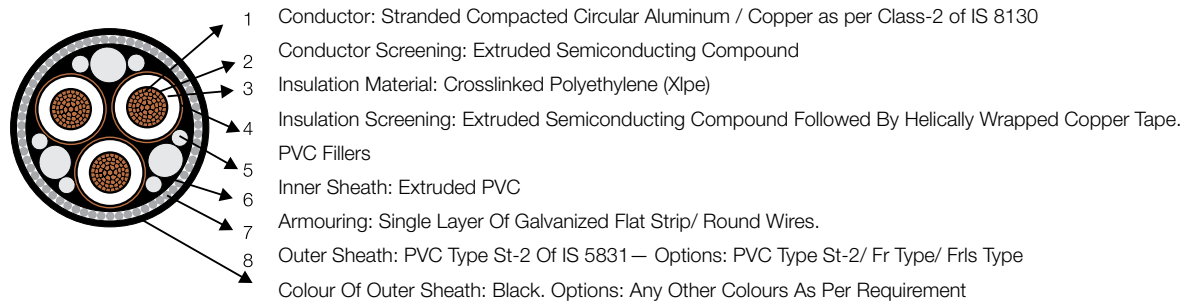 1 Conductor: Stranded Compacted Circular Aluminum / Copper as per Class-2 of IS 8130
2 Conductor Screening: Extruded Semiconducting Compound
3 Insulation Material: Crosslinked Polyethylene (Xlpe)
4 Insulation Screening: Extruded Semiconducting Compound Followed By Helically Wrapped Copper Tape.
5 PVC Fillers
6 Inner Sheath: Extruded PVC
7 Armouring: Single Layer Of Galvanized Flat Strip/ Round Wires.
8 Outer Sheath: PVC Type St-2 Of IS 5831— Options: PVC Type St-2/ Fr Type/ Frls Type
Colour Of Outer Sheath: Black. Options: Any Other Colours As Per Requirement